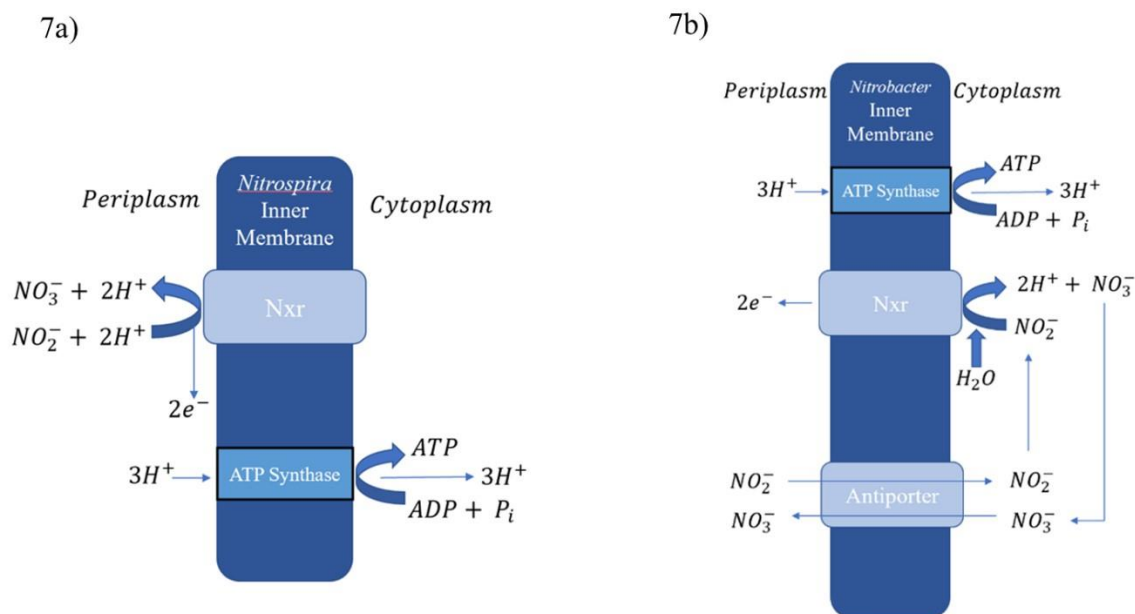 7a)
Nitrospira
Inner
Membrane
Periplasm
Cytoplasm
NO₃⁻ + 2H⁺
NO₂⁻ + 2H⁺
Nxr
2e⁻
3H⁺
ATP Synthase
ATP
3H⁺
ADP + Pᵢ
7b)
Periplasm
Nitrobacter
Inner
Membrane
Cytoplasm
3H⁺
ATP Synthase
ATP
3H⁺
ADP + Pᵢ
2e⁻
Nxr
2H⁺ + NO₃⁻
NO₂⁻
H₂O
NO₂⁻
NO₃⁻
Antiporter
NO₂⁻
NO₃⁻